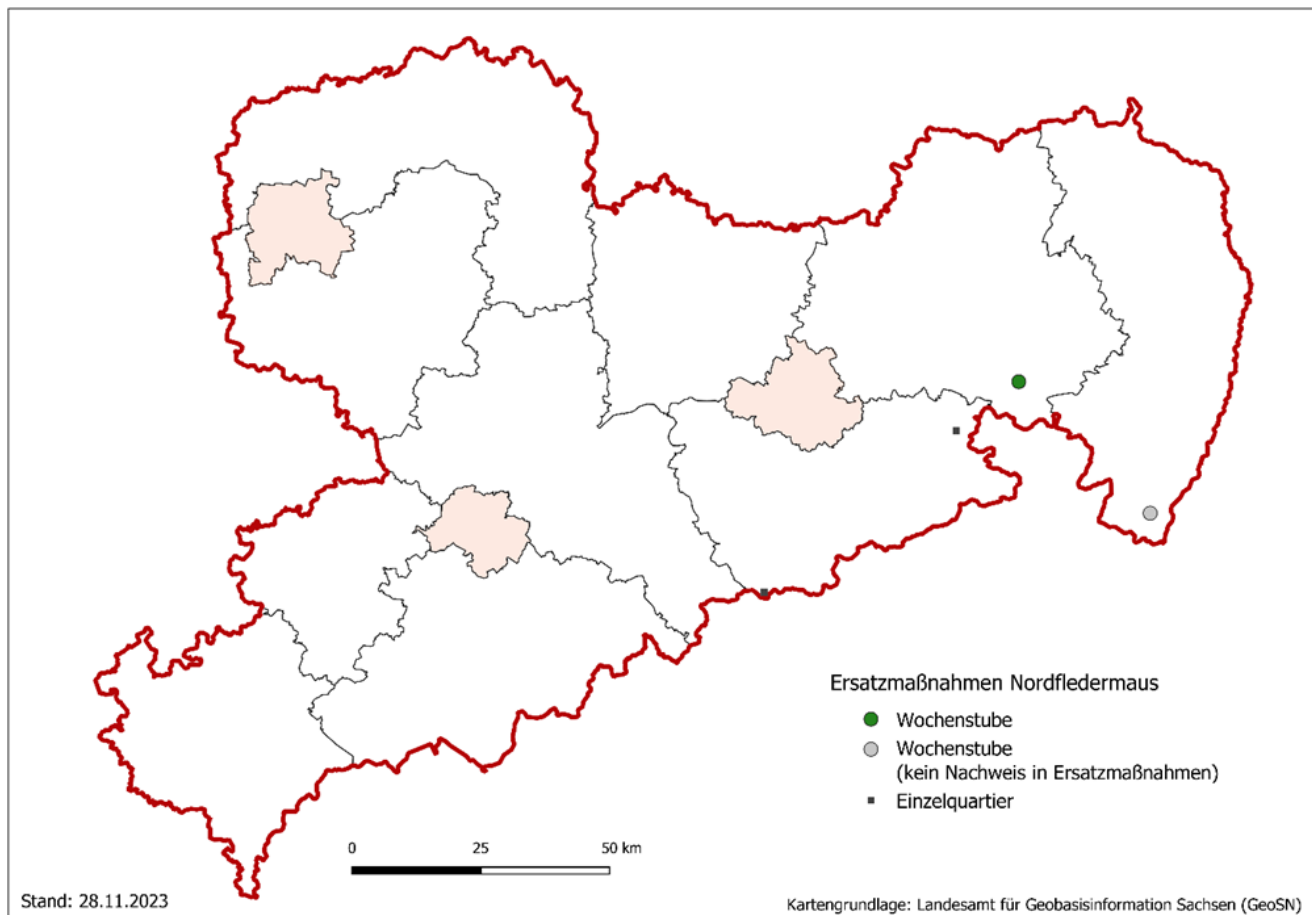 Ersatzmaßnahmen Nordfledermaus
Wochenstube
Wochenstube
(kein Nachweis in Ersatzmaßnahmen)
Einzelquartier
0 25 50 km
Stand: 28.11.2023
Kartengrundlage: Landesamt für Geobasisinformation Sachsen (GeoSN)